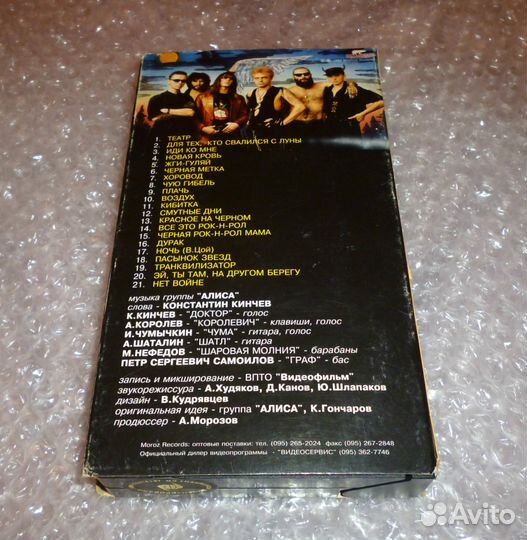 1. ТЕАТР
2. ДЛЯ ТЕХ, КТО СВАЛИЛСЯ С ЛУНЫ
3. ИДИ КО МНЕ
4. НОВАЯ КРОВЬ
5. ЖГИ-ГУЛЯЙ
6. ЧЕРНАЯ МЕТКА
7. ХОРОВОД
8. ЧУЮ ГИБЕЛЬ
9. ПЛАЧЬ
10. ВОЗДУХ
11. КИБИТКА
12. СМУТНЫЕ ДНИ
13. КРАСНОЕ НА ЧЕРНОМ
14. ВСЕ ЭТО РОК-Н-РОЛ
15. ЧЕРНАЯ РОК-Н-РОЛ МАМА
16. ДУРАК
17. НОЧЬ (В.Цой)
18. ПАСЫНОК ЗВЕЗД
19. ТРАНКВИЛИЗАТОР
20. ЭЙ, ТЫ ТАМ, НА ДРУГОМ БЕРЕГУ
21. НЕТ ВОЙНЕ
музыка группы "АЛИСА"
слова - КОНСТАНТИН КИНЧЕВ
К.КИНЧЕВ - "ДОКТОР" - голос
А.КОРОЛЕВ - "КОРОЛЕВИЧ" - клавиши, голос
И.ЧУМЫЧКИН - "ЧУМА" - гитара, голос
А.ШАТАЛИН - "ШАТЛ" - гитара
М.НЕФЕДОВ - "ШАРОВАЯ МОЛНИЯ" - барабаны
ПЕТР СЕРГЕЕВИЧ САМОЙЛОВ - "ГРАФ" - бас
запись и микширование - ВПТО "Видеофильм"
звукорежиссура - А.Худяков, Д.Канов, Ю.Шлапаков
дизайн - В.Кудрявцев
оригинальная идея - группа "АЛИСА", К.Гончаров
продюссер - А.Морозов
Moroz Records: оптовые поставки: тел. (095) 265-2024 факс (095) 267-2848
Официальный дилер видеопрограммы - "ВИДЕОСЕРВИС" (095) 362-7746
Avito